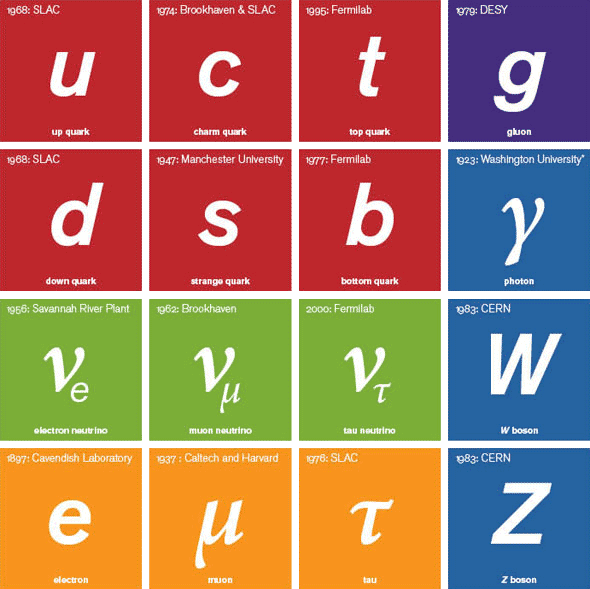 1968: SLAC
u
up quark
1974: Brookhaven & SLAC
c
charm quark
1995: Fermilab
t
top quark
1979: DESY
g
gluon
1968: SLAC
d
down quark
1947: Manchester University
s
strange quark
1977: Fermilab
b
bottom quark
1923: Washington University*
γ
photon
1956: Savannah River Plant
νe
electron neutrino
1962: Brookhaven
νμ
muon neutrino
2000: Fermilab
ντ
tau neutrino
1983: CERN
W
W boson
1897: Cavendish Laboratory
e
electron
1937 : Caltech and Harvard
μ
muon
1976: SLAC
τ
tau
1983: CERN
Z
Z boson